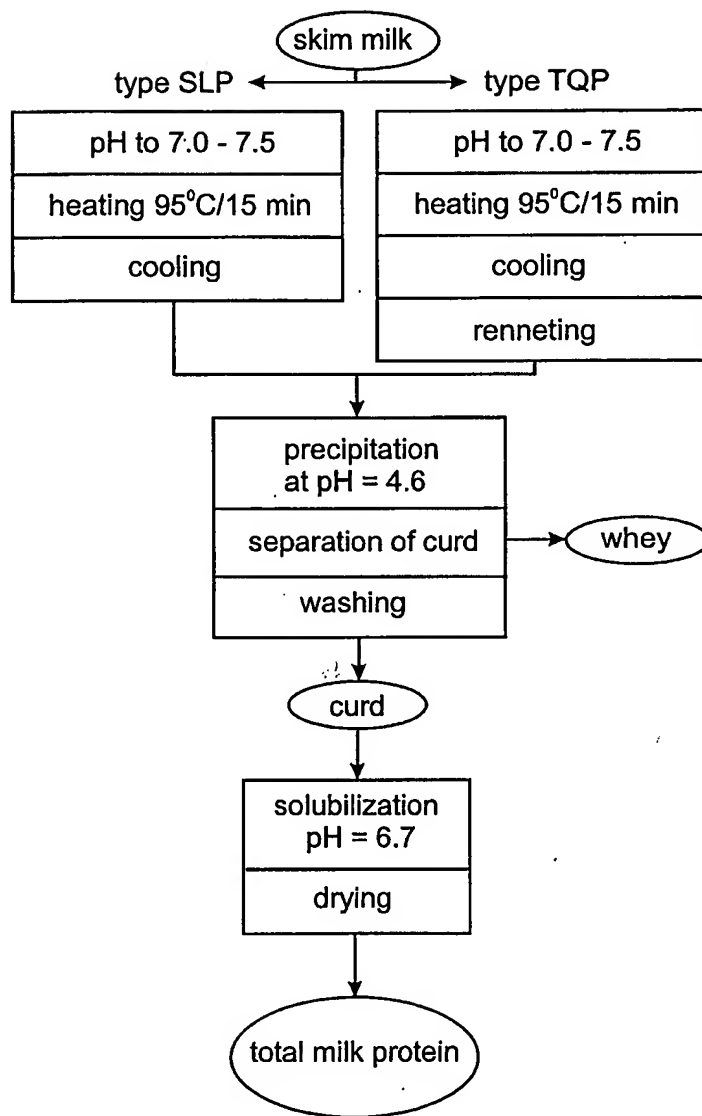 skim milk
type SLP
type TQP
pH to 7.0 - 7.5
heating 95⁰C/15 min
cooling
pH to 7.0 - 7.5
heating 95⁰C/15 min
cooling
renneting
precipitation
at pH = 4.6
separation of curd
whey
washing
curd
solubilization
pH = 6.7
drying
total milk protein